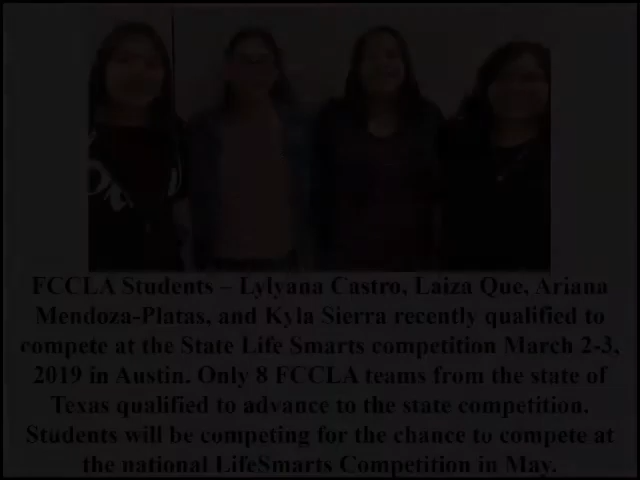 FCCLA Students – Lylyana Castro, Laiza Que, Ariana
Mendoza-Platas, and Kyla Sierra recently qualified to
compete at the State Life Smarts competition March 2-3,
2019 in Austin. Only 8 FCCLA teams from the state of
Texas qualified to advance to the state competition.
Students will be competing for the chance to compete at
the national LifeSmarts Competition in May.